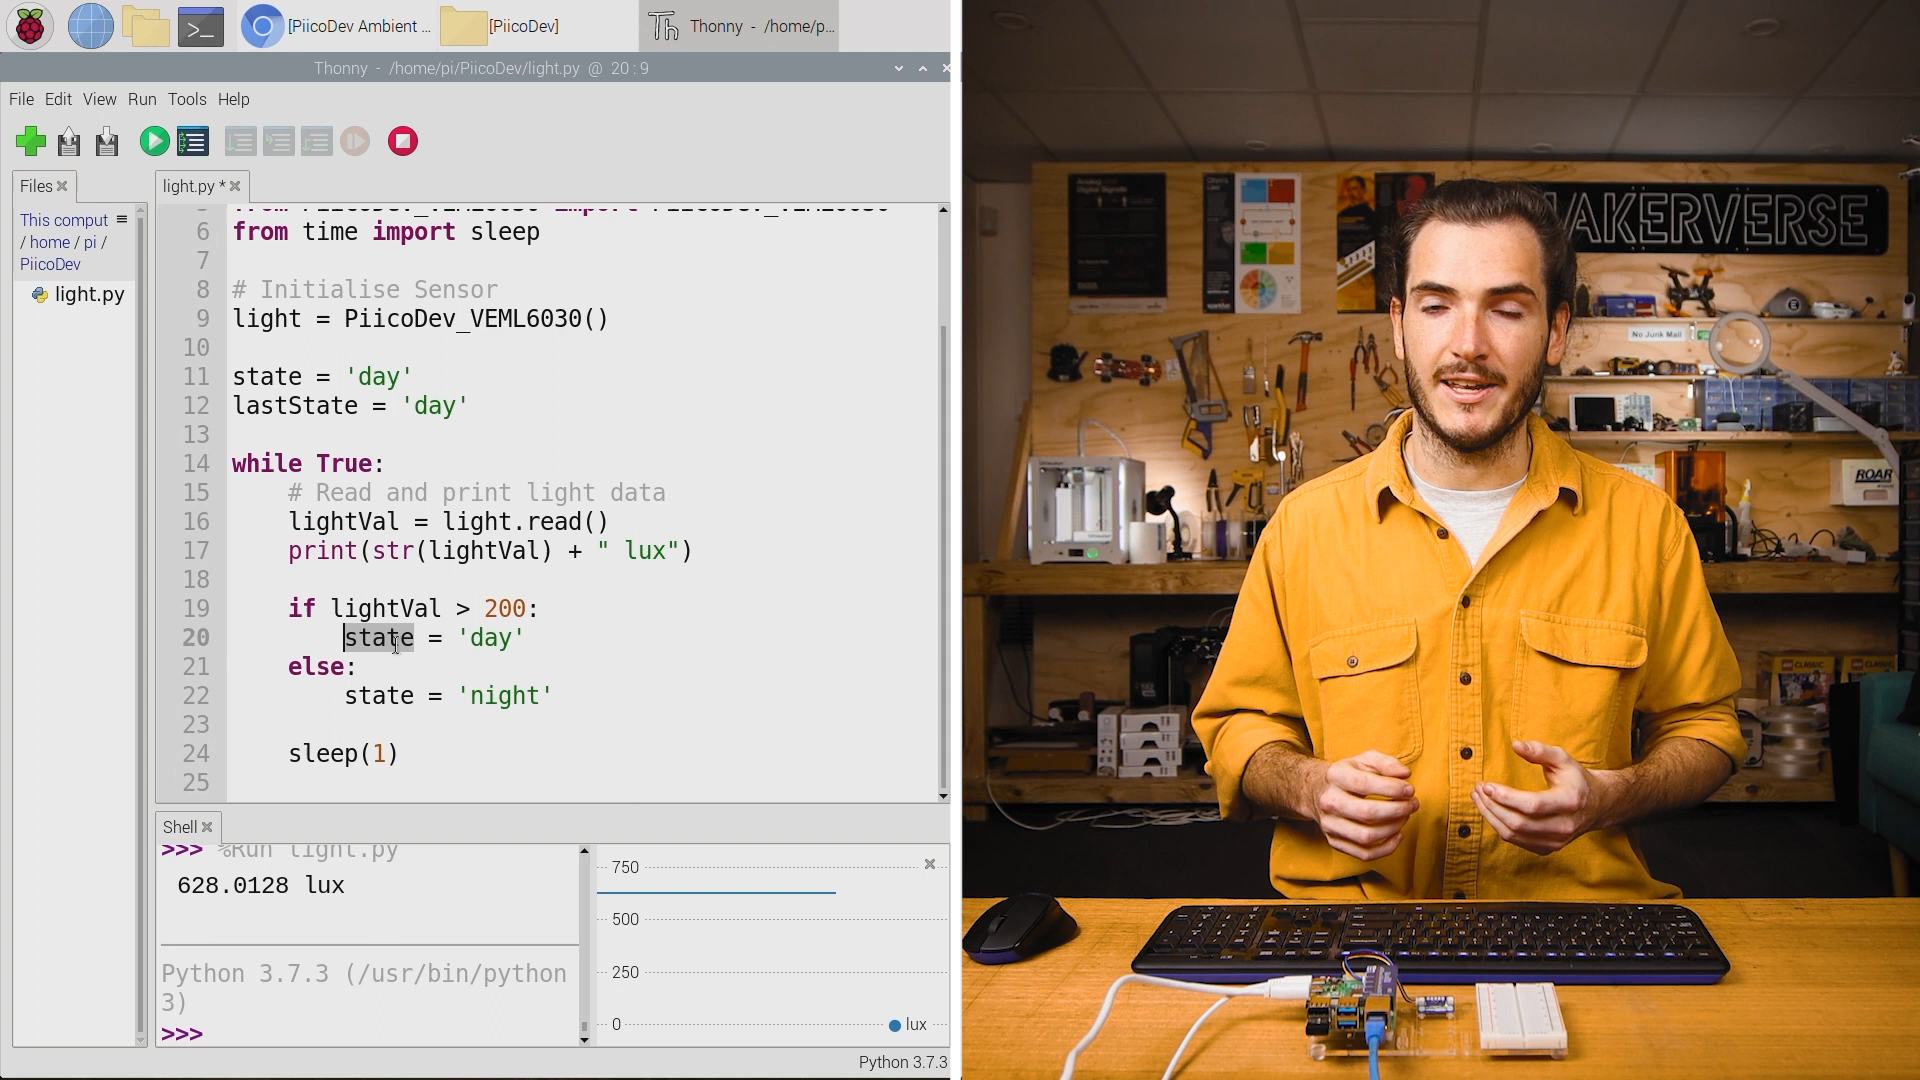 [PiicoDev Ambient ...
[PiicoDev]
Thonny - /home/p...
Thonny - /home/pi/PiicoDev/light.py @ 20 : 9
File Edit View Run Tools Help
Files
light.py *
This comput
/ home / pi /
PiicoDev
light.py
6 from time import sleep
7
8 # Initialise Sensor
9 light = PiicoDev_VEML6030()
10
11 state = 'day'
12 lastState = 'day'
13
14 while True:
15 # Read and print light data
16 lightVal = light.read()
17 print(str(lightVal) + " lux")
18
19 if lightVal > 200:
20 state = 'day'
21 else:
22 state = 'night'
23
24 sleep(1)
25
Shell
>>> %Run light.py
628.0128 lux
Python 3.7.3 (/usr/bin/python
3)
>>>
750
500
250
0
lux
Python 3.7.3
AKERVERSE
No Junk Mail
ROAR
CLASSIC
CLASSIC